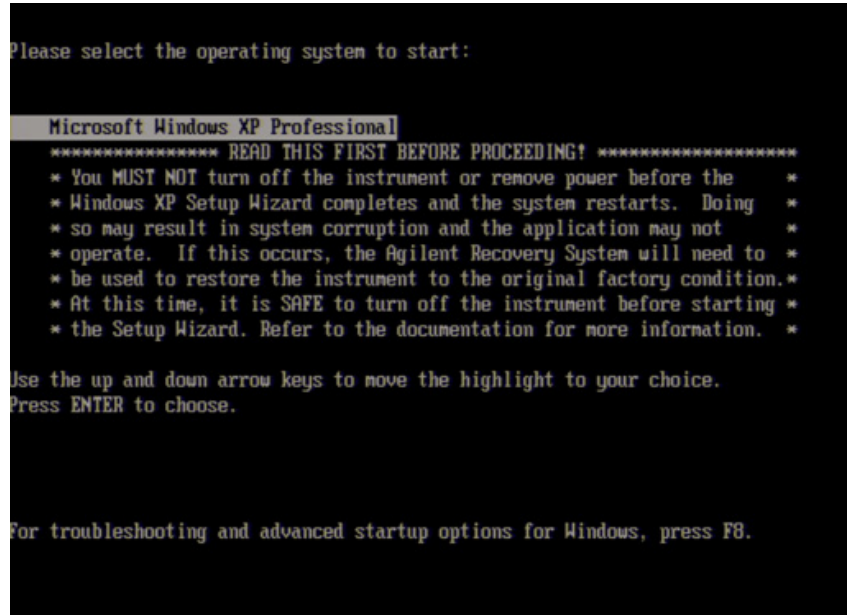 Please select the operating system to start:
Microsoft Windows XP Professional
**************** READ THIS FIRST BEFORE PROCEEDING! *******************
* You MUST NOT turn off the instrument or remove power before the *
* Windows XP Setup Wizard completes and the system restarts. Doing *
* so may result in system corruption and the application may not *
* operate. If this occurs, the Agilent Recovery System will need to *
* be used to restore the instrument to the original factory condition.*
* At this time, it is SAFE to turn off the instrument before starting *
* the Setup Wizard. Refer to the documentation for more information. *
Use the up and down arrow keys to move the highlight to your choice.
Press ENTER to choose.
For troubleshooting and advanced startup options for Windows, press F8.